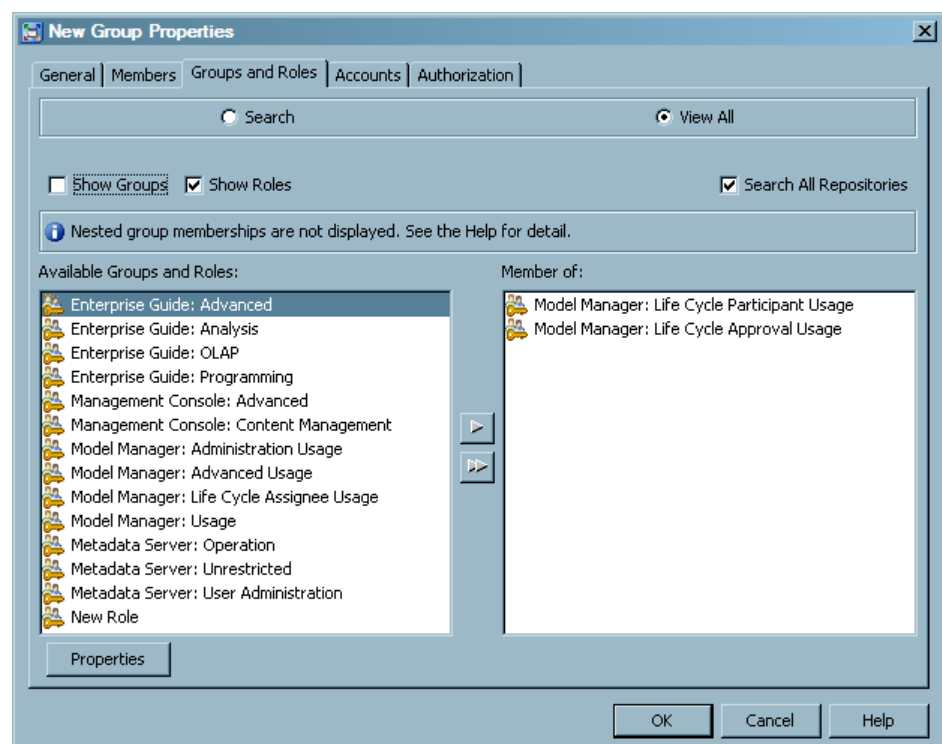 New Group Properties
General Members Groups and Roles Accounts Authorization
Search View All
Show Groups Show Roles Search All Repositories
Nested group memberships are not displayed. See the Help for detail.
Available Groups and Roles: Member of:
Enterprise Guide: Advanced
Enterprise Guide: Analysis
Enterprise Guide: OLAP
Enterprise Guide: Programming
Management Console: Advanced
Management Console: Content Management
Model Manager: Administration Usage
Model Manager: Advanced Usage
Model Manager: Life Cycle Assignee Usage
Model Manager: Usage
Metadata Server: Operation
Metadata Server: Unrestricted
Metadata Server: User Administration
New Role
Model Manager: Life Cycle Participant Usage
Model Manager: Life Cycle Approval Usage
Properties
OK Cancel Help